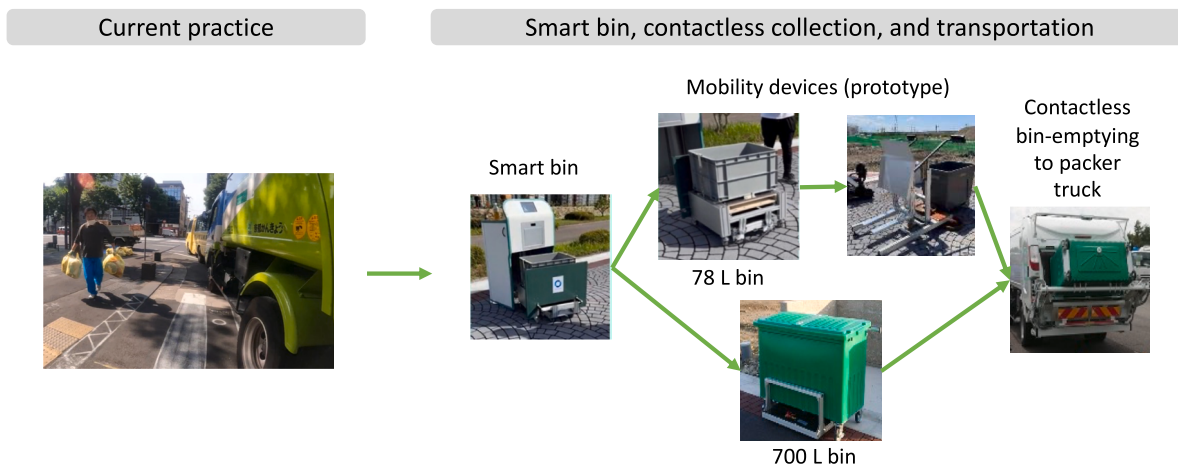 Current practice
Smart bin, contactless collection, and transportation
Mobility devices (prototype)
Contactless
bin-emptying
to packer
truck
Smart bin
78 L bin
700 L bin